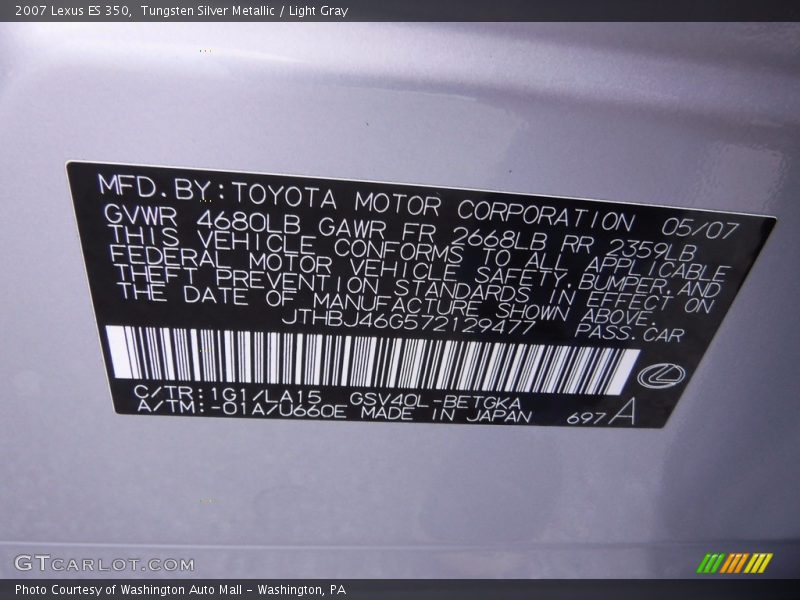 2007 Lexus ES 350,  Tungsten Silver Metallic / Light Gray
MFD.BY:TOYOTA MOTOR CORPORATION 05/07
GVWR 4680LB GAWR FR 2668LB RR 2359LB
THIS VEHICLE CONFORMS TO ALL APPLICABLE
FEDERAL MOTOR VEHICLE SAFETY,BUMPER,AND
THEFT PREVENTION STANDARDS IN EFFECT ON
THE DATE OF MANUFACTURE SHOWN ABOVE.
JTHBJ46G572129477 PASS.CAR
C/TR:1G1/LA15 GSV40L-BETGKA
A/TM:-01A/U660E MADE IN JAPAN 697A
GTCARLOT.COM
Photo Courtesy of Washington Auto Mall - Washington, PA